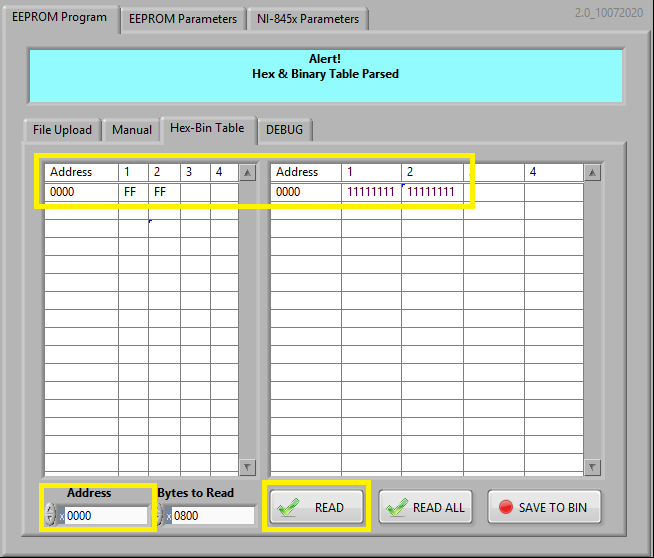 EEPROM Program EEPROM Parameters NI-845x Parameters 2.0_10072020
Alert!
Hex & Binary Table Parsed
File Upload Manual Hex-Bin Table DEBUG
Address 1 2 3 4 Address 1 2 4
0000 FF FF 0000 11111111 11111111
Address Bytes to Read
x 0000 x 0800 READ READ ALL SAVE TO BIN